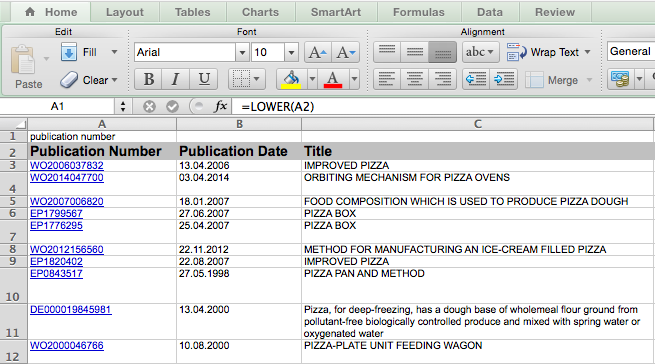 Home Layout Tables Charts SmartArt Formulas Data Review
Edit Font Alignment
Fill Arial 10 A A abc Wrap Text General
Paste Clear B I U A Merge %
A1 fx =LOWER(A2)
A B C
1 publication number
2 Publication Number Publication Date Title
3 WO2006037832 13.04.2006 IMPROVED PIZZA
4 WO2014047700 03.04.2014 ORBITING MECHANISM FOR PIZZA OVENS
5 WO2007006820 18.01.2007 FOOD COMPOSITION WHICH IS USED TO PRODUCE PIZZA DOUGH
6 EP1799567 27.06.2007 PIZZA BOX
7 EP1776295 25.04.2007 PIZZA BOX
8 WO2012156560 22.11.2012 METHOD FOR MANUFACTURING AN ICE-CREAM FILLED PIZZA
9 EP1820402 22.08.2007 IMPROVED PIZZA
10 EP0843517 27.05.1998 PIZZA PAN AND METHOD
11 DE000019845981 13.04.2000 Pizza, for deep-freezing, has a dough base of wholemeal flour ground from
pollutant-free biologically controlled produce and mixed with spring water or
oxygenated water
12 WO2000046766 10.08.2000 PIZZA-PLATE UNIT FEEDING WAGON